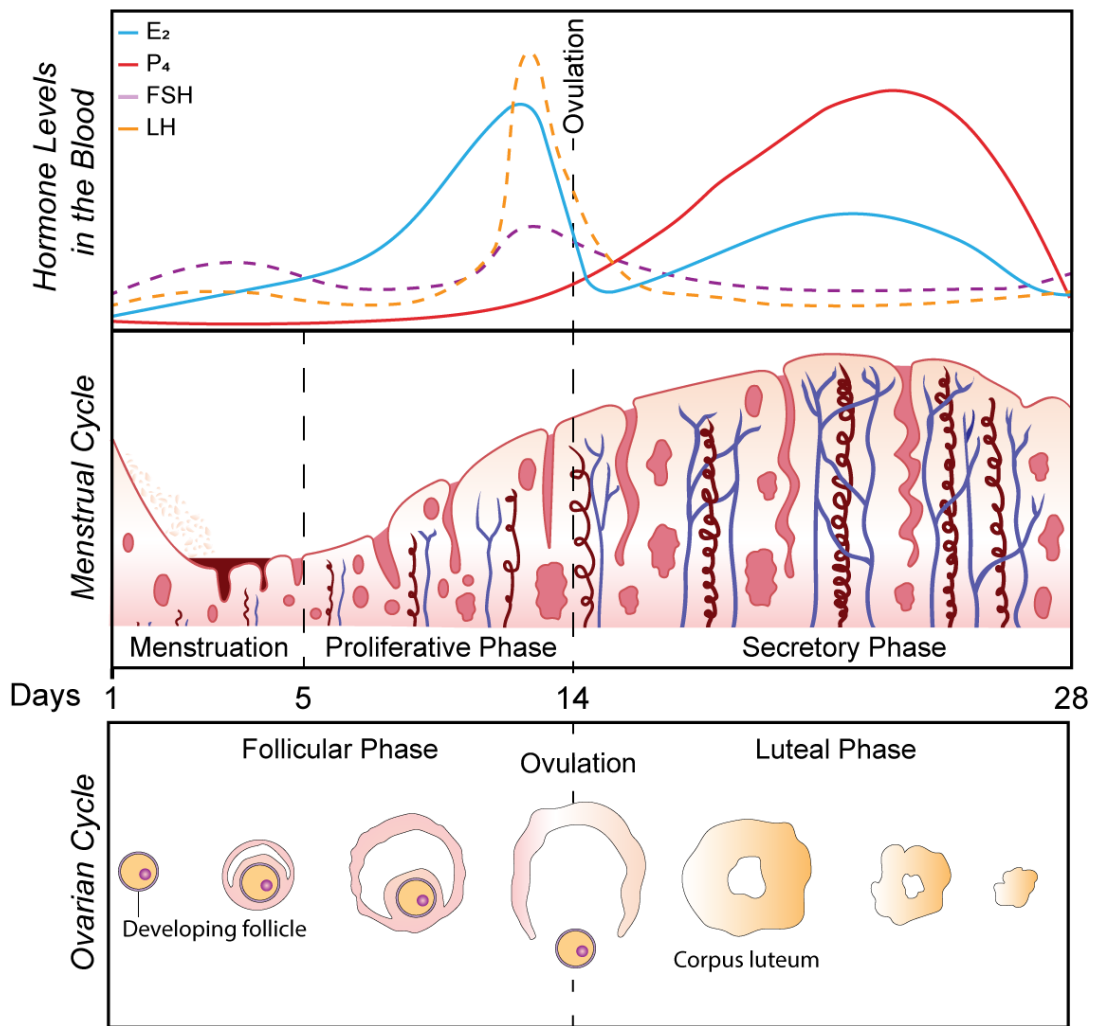 E₂
P₄
FSH
LH
Ovulation
Hormone Levels
in the Blood
Menstrual Cycle
Menstruation
Proliferative Phase
Secretory Phase
Days
1
5
14
28
Follicular Phase
Ovulation
Luteal Phase
Ovarian Cycle
Developing follicle
Corpus luteum